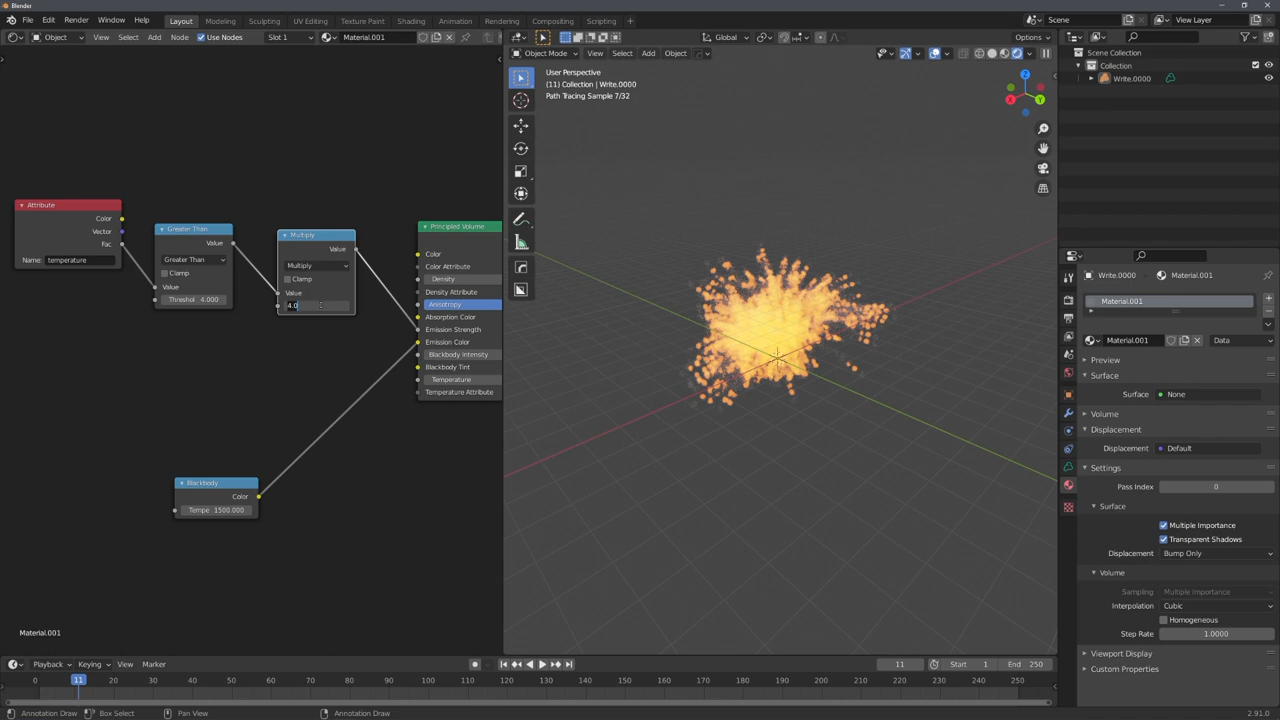 Blender
File Edit Render Window Help Layout Modeling Sculpting UV Editing Texture Paint Shading Animation Rendering Compositing Scripting + Scene View Layer
Object View Select Add Node Use Nodes Slot 1 Material.001 Global Options
Object Mode View Select Add Object
User Perspective
(11) Collection | Write.0000
Path Tracing Sample 7/32
Scene Collection
Collection
Write.0000
X
Y
Z
Attribute
Color
Vector
Fac
Name: temperature
Greater Than
Value
Greater Than
Clamp
Value
Threshol 4.000
Multiply
Value
Multiply
Clamp
Value
4.0
Principled Volume
Color
Color Attribute
Density
Density Attribute
Anisotropy
Absorption Color
Emission Strength
Emission Color
Blackbody Intensity
Blackbody Tint
Temperature
Temperature Attribute
Blackbody
Color
Tempe 1500.000
Material.001
Write.0000 Material.001
Material.001
Material.001 Data
Preview
Surface
Surface None
Volume
Displacement
Displacement Default
Settings
Pass Index 0
Surface
Multiple Importance
Transparent Shadows
Displacement Bump Only
Volume
Sampling Multiple Importance
Interpolation Cubic
Homogeneous
Step Rate 1.0000
Viewport Display
Custom Properties
Playback Keying View Marker 11 Start 1 End 250
0 11 20 30 40 50 60 70 80 90 100 110 120 130 140 150 160 170 180 190 200 210 220 230 240 250
Annotation Draw Box Select Pan View Annotation Draw 2.91.0